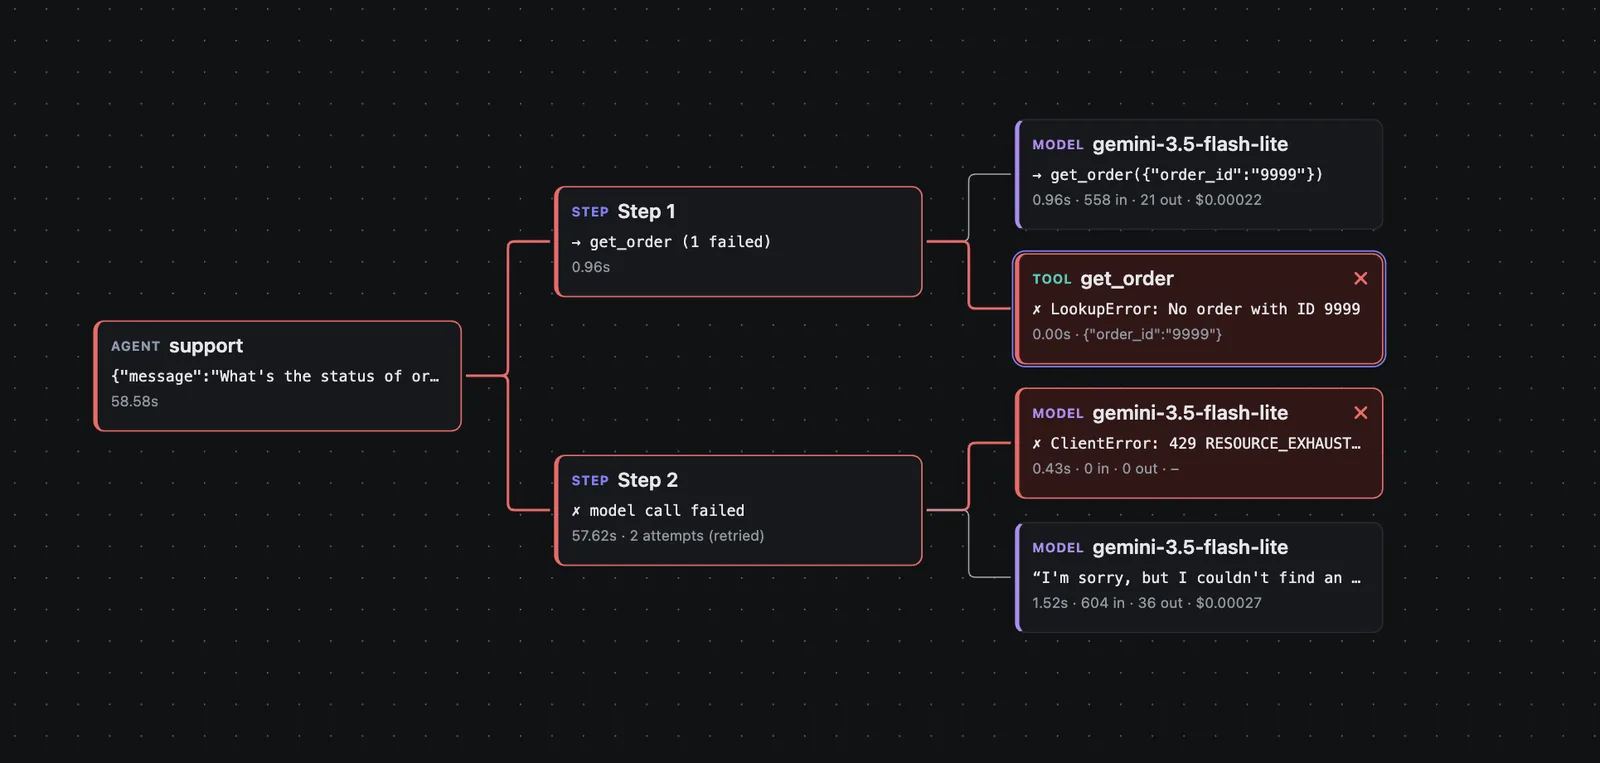 AGENT support
{"message":"What's the status of or…
58.58s
STEP Step 1
→ get_order (1 failed)
0.96s
STEP Step 2
✗ model call failed
57.62s · 2 attempts (retried)
MODEL gemini-3.5-flash-lite
→ get_order({"order_id":"9999"})
0.96s · 558 in · 21 out · $0.00022
TOOL get_order ✕
✗ LookupError: No order with ID 9999
0.00s · {"order_id":"9999"}
MODEL gemini-3.5-flash-lite ✕
✗ ClientError: 429 RESOURCE_EXHAUST…
0.43s · 0 in · 0 out · –
MODEL gemini-3.5-flash-lite
“I'm sorry, but I couldn't find an …
1.52s · 604 in · 36 out · $0.00027